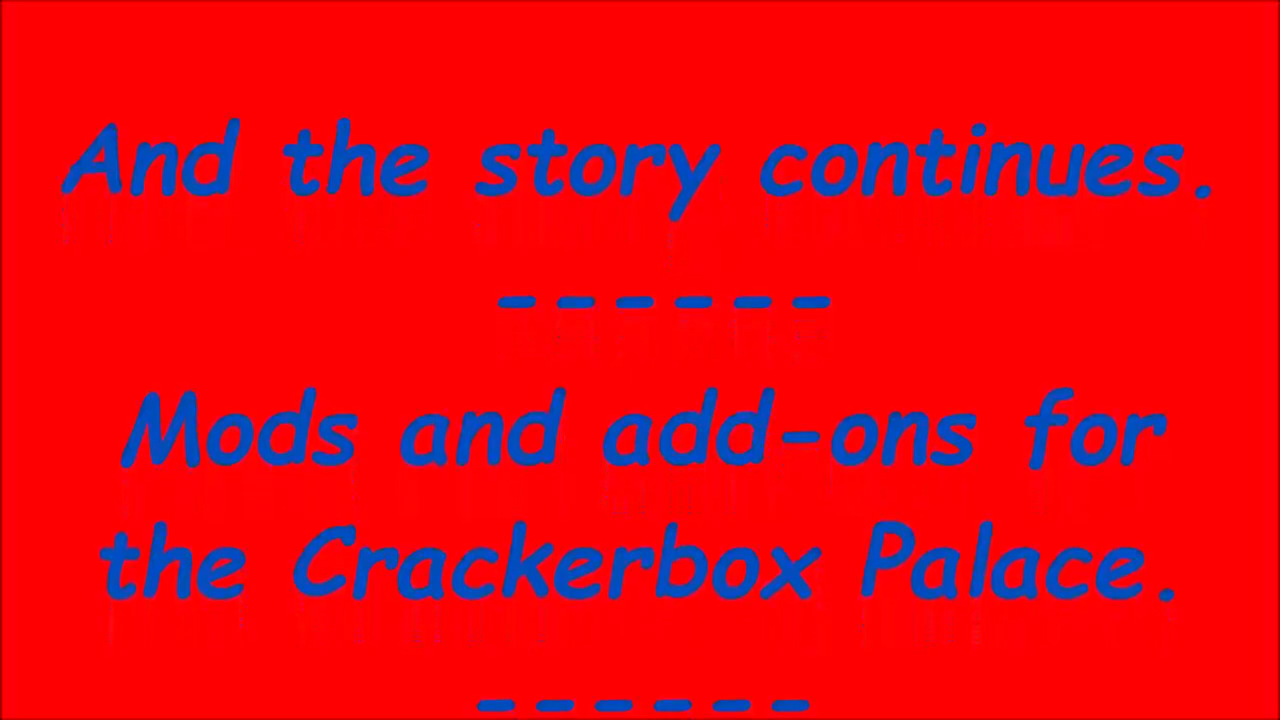 And the story continues.
------
Mods and add-ons for
the Crackerbox Palace.
------